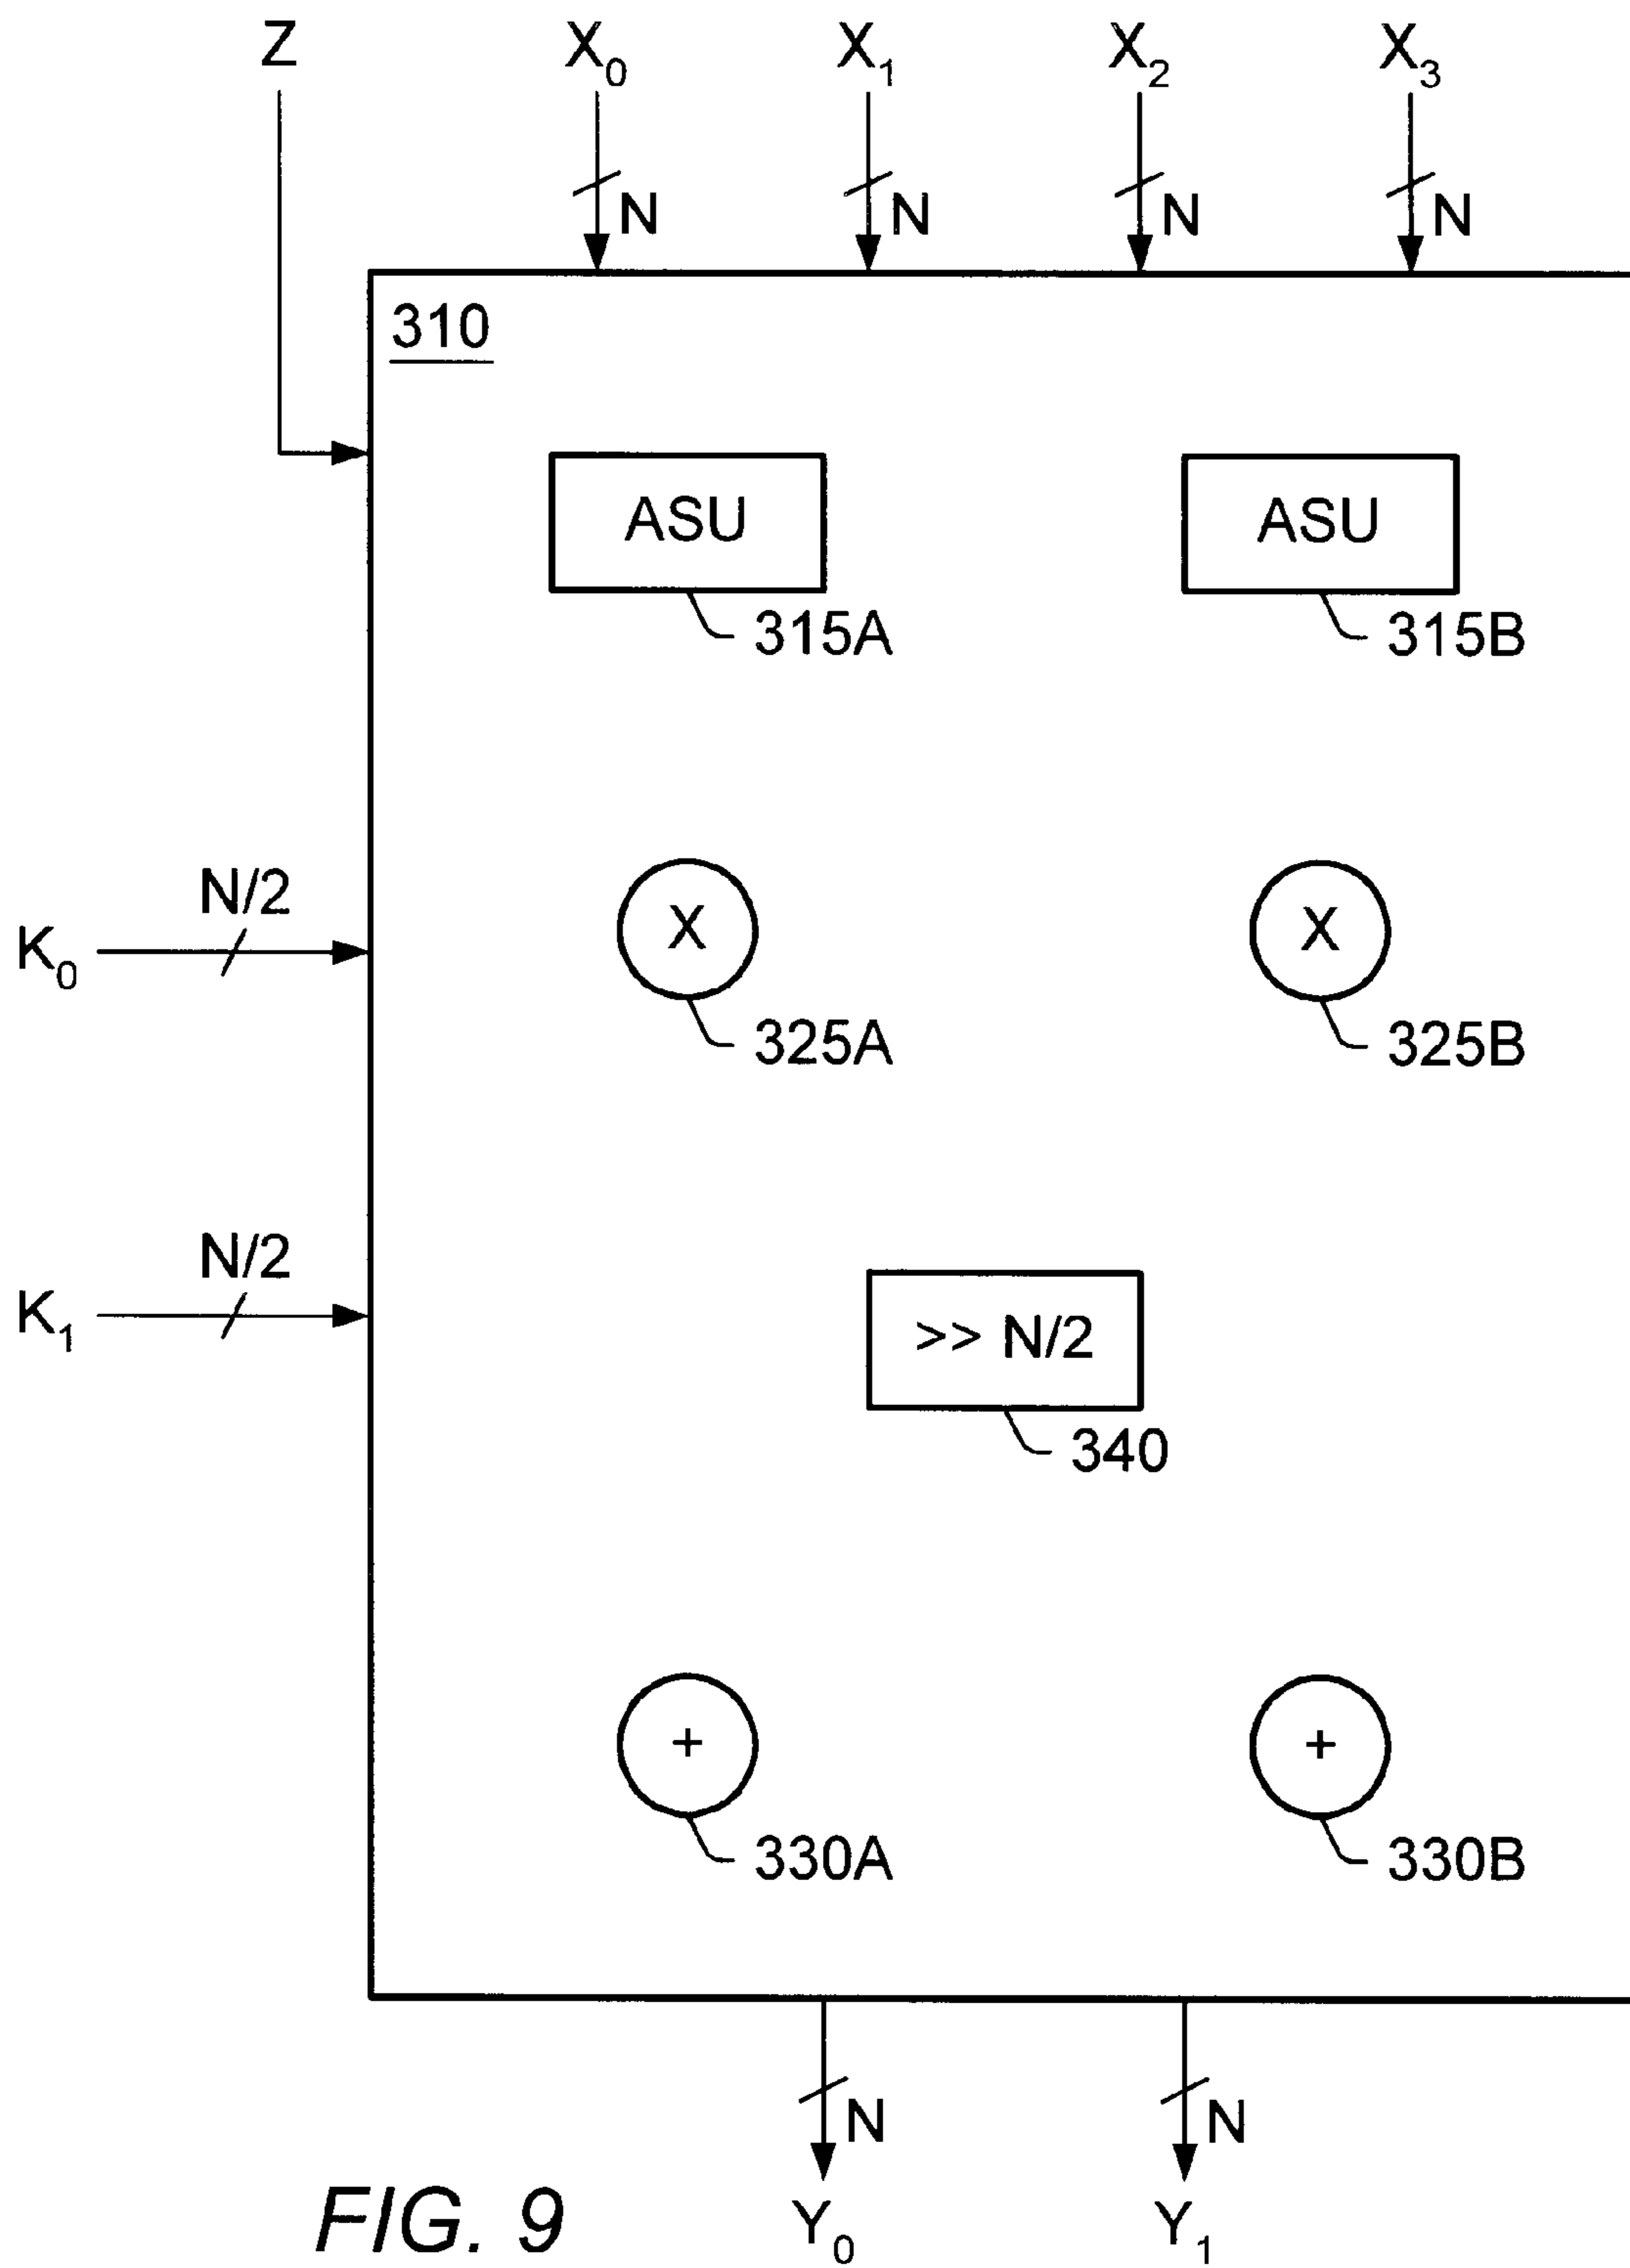 Z X₀ X₁ X₂ X₃
N N N N
310
ASU ASU
315A 315B
N/2
K₀
X X
325A 325B
N/2
K₁
>> N/2
340
+ +
330A 330B
N N
Y₀ Y₁
FIG. 9